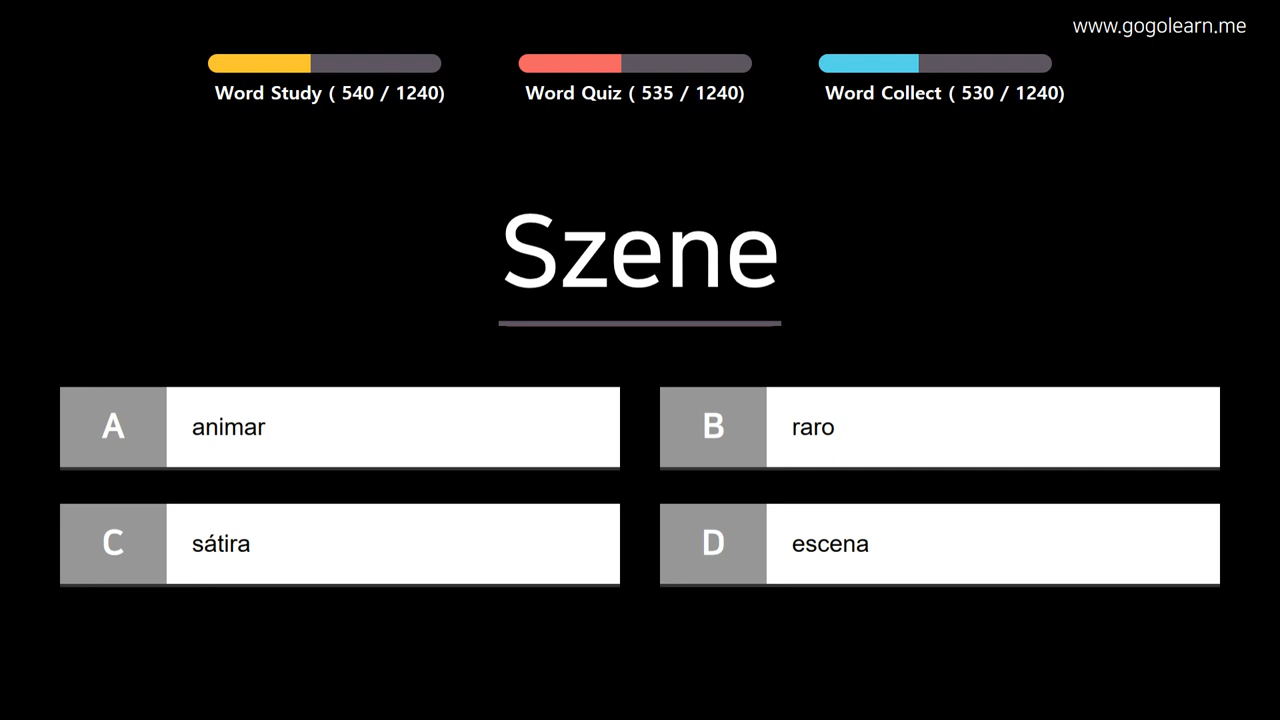 www.gogolearn.me
Word Study ( 540 / 1240)
Word Quiz ( 535 / 1240)
Word Collect ( 530 / 1240)
Szene
A animar
B raro
C sátira
D escena